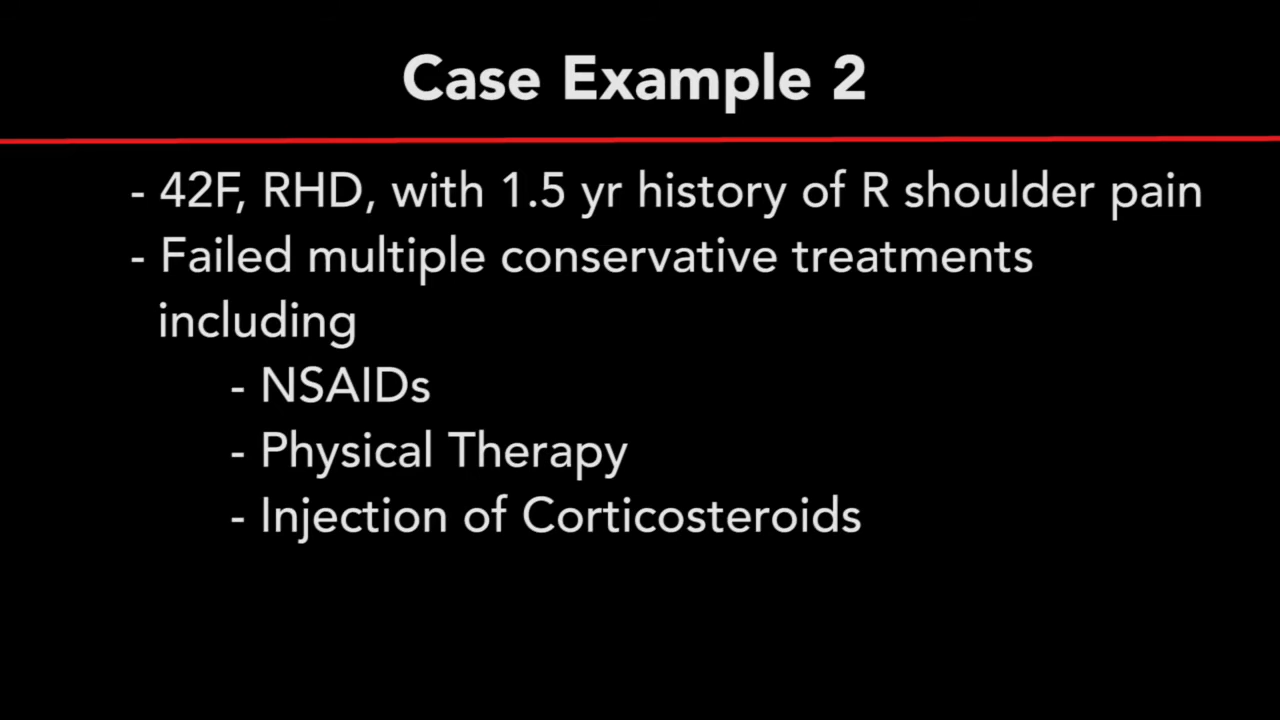 Case Example 2
- 42F, RHD, with 1.5 yr history of R shoulder pain
- Failed multiple conservative treatments
including
- NSAIDs
- Physical Therapy
- Injection of Corticosteroids